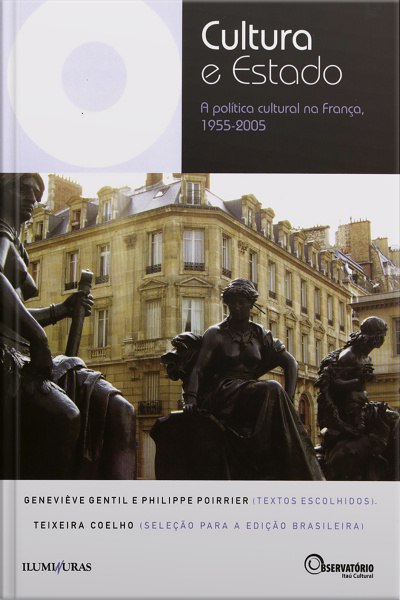 Cultura
e Estado
A política cultural na França,
1955-2005
GENEVIÈVE GENTIL E PHILIPPE POIRRIER (TEXTOS ESCOLHIDOS).
TEIXEIRA COELHO (SELEÇÃO PARA A EDIÇÃO BRASILEIRA)
ILUMINURAS
OBSERVATÓRIO
Itaú Cultural